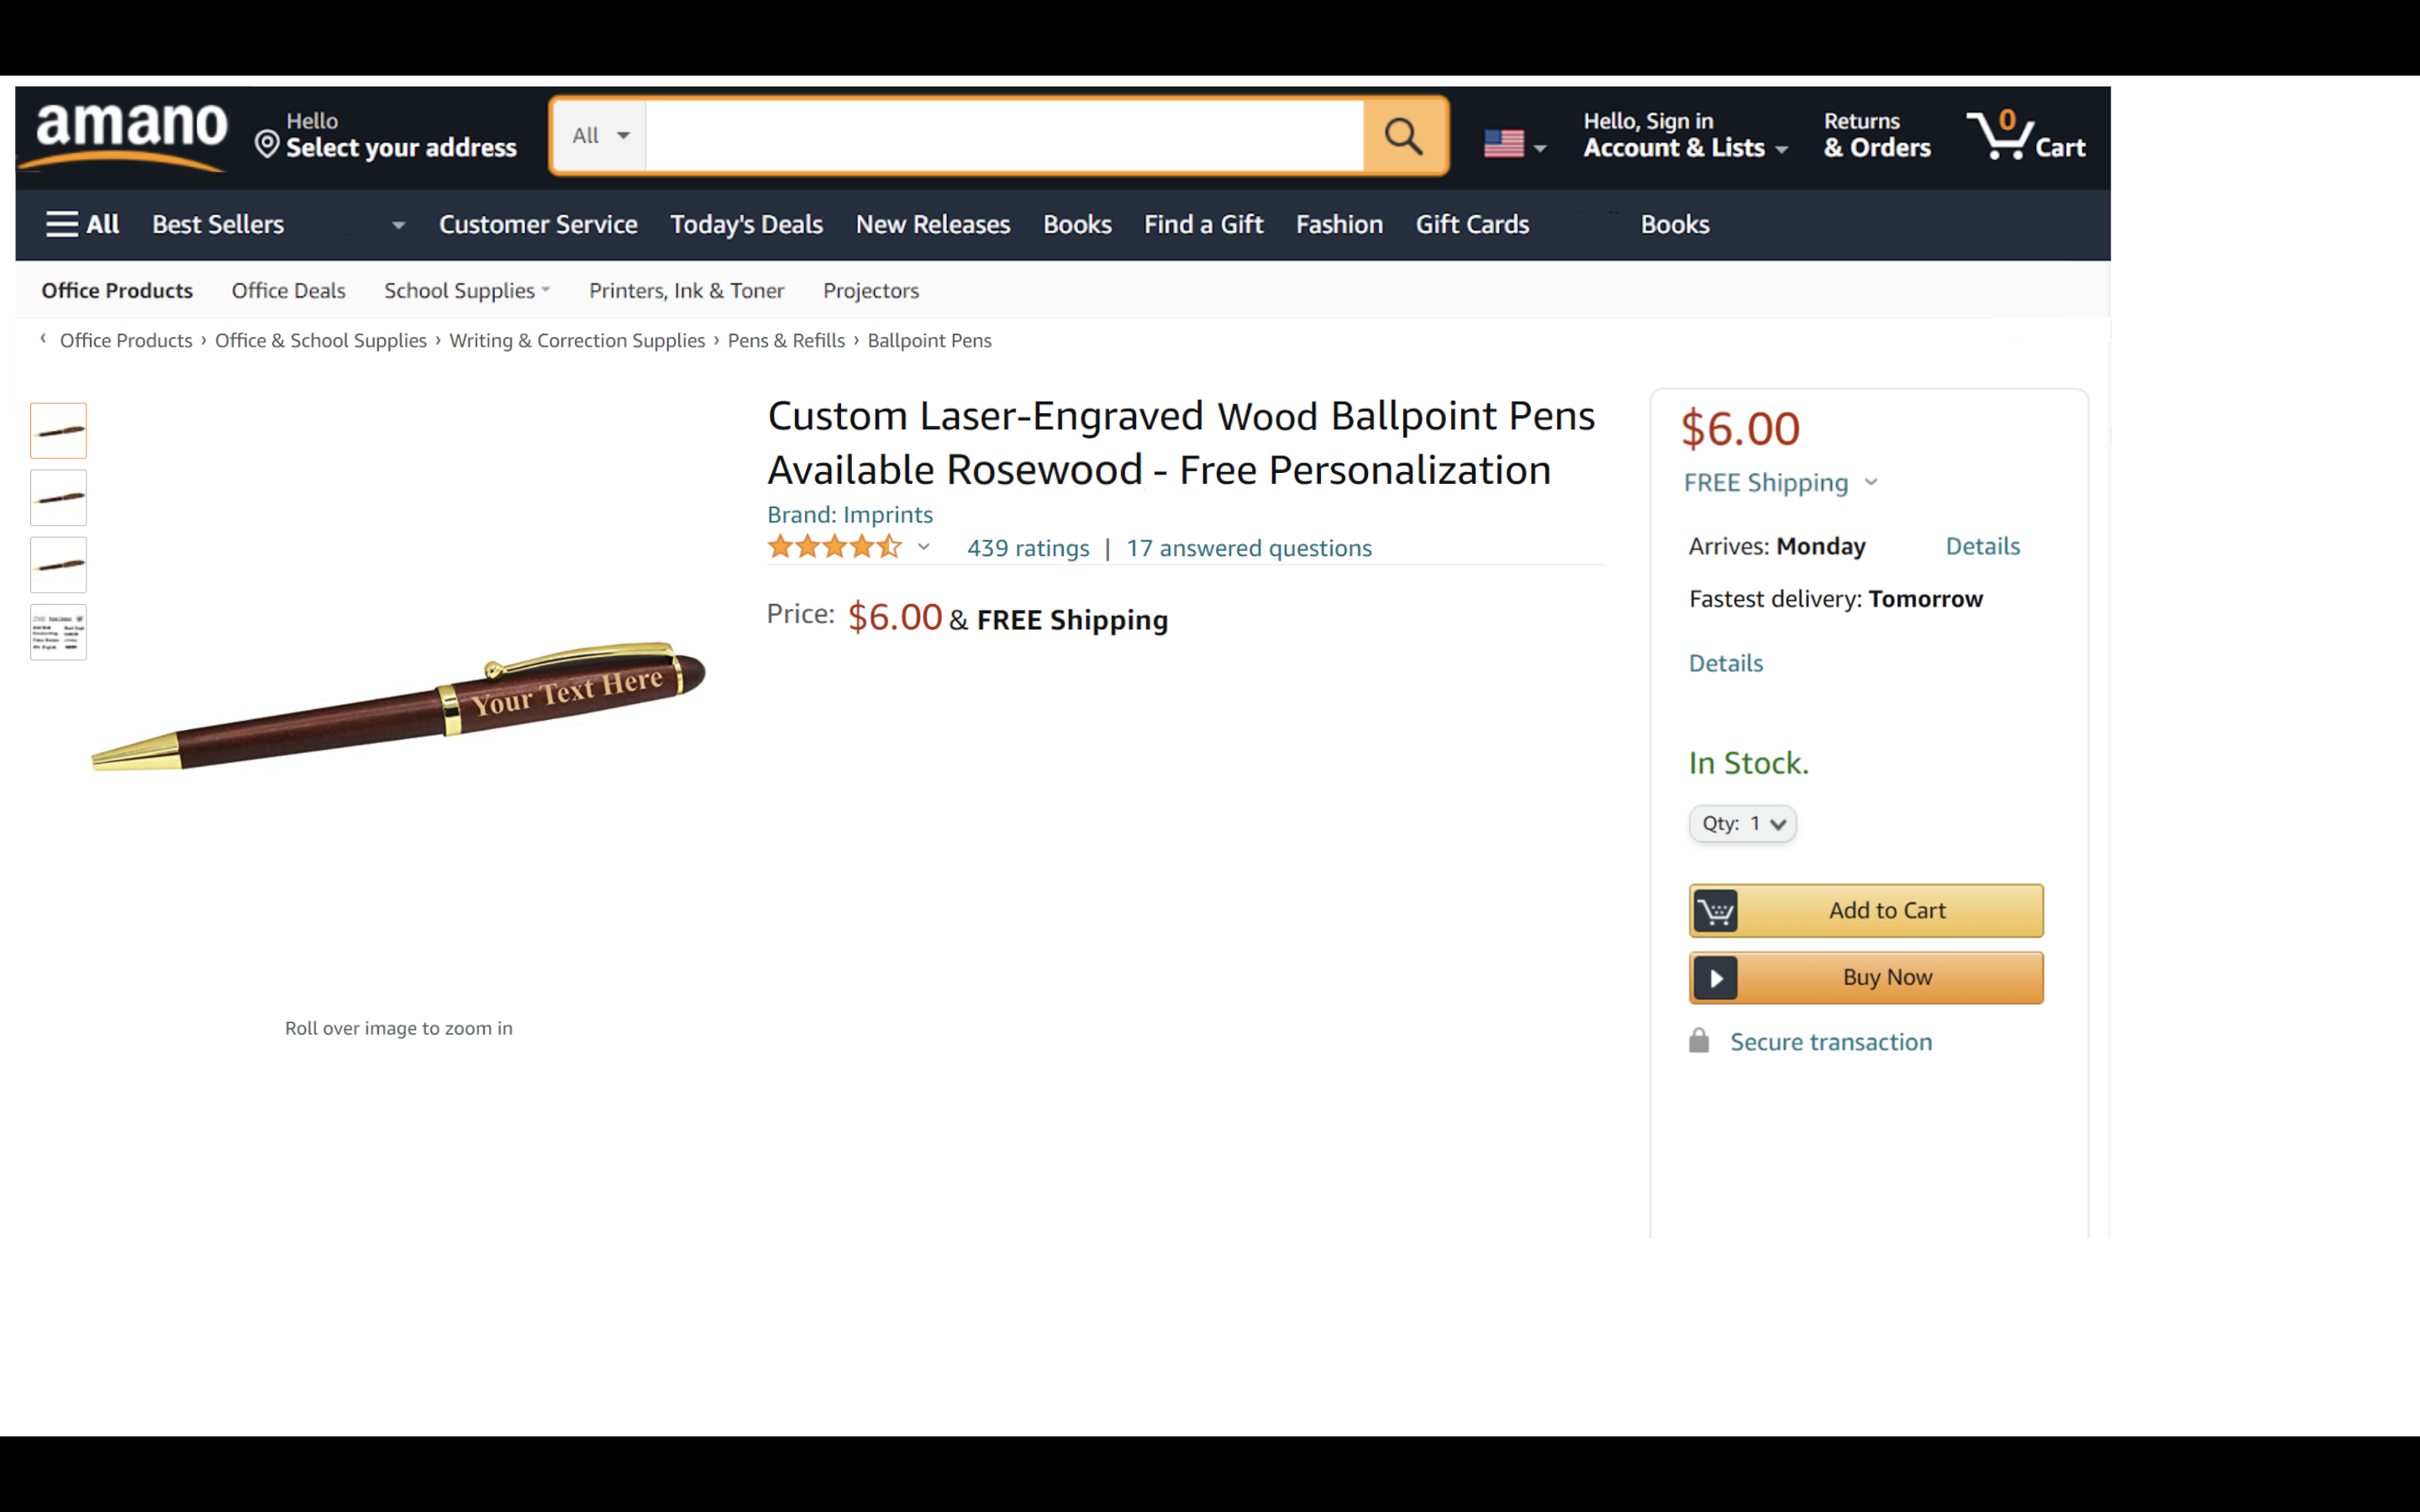 amano
Hello
Select your address
All
Hello, Sign in
Account & Lists
Returns
& Orders
0
Cart
All Best Sellers Customer Service Today's Deals New Releases Books Find a Gift Fashion Gift Cards Books
Office Products Office Deals School Supplies Printers, Ink & Toner Projectors
‹ Office Products › Office & School Supplies › Writing & Correction Supplies › Pens & Refills › Ballpoint Pens
Your Text Here
Roll over image to zoom in
Custom Laser-Engraved Wood Ballpoint Pens
Available Rosewood - Free Personalization
Brand: Imprints
439 ratings | 17 answered questions
Price: $6.00 & FREE Shipping
$6.00
FREE Shipping
Arrives: Monday Details
Fastest delivery: Tomorrow
Details
In Stock.
Qty: 1
Add to Cart
Buy Now
Secure transaction